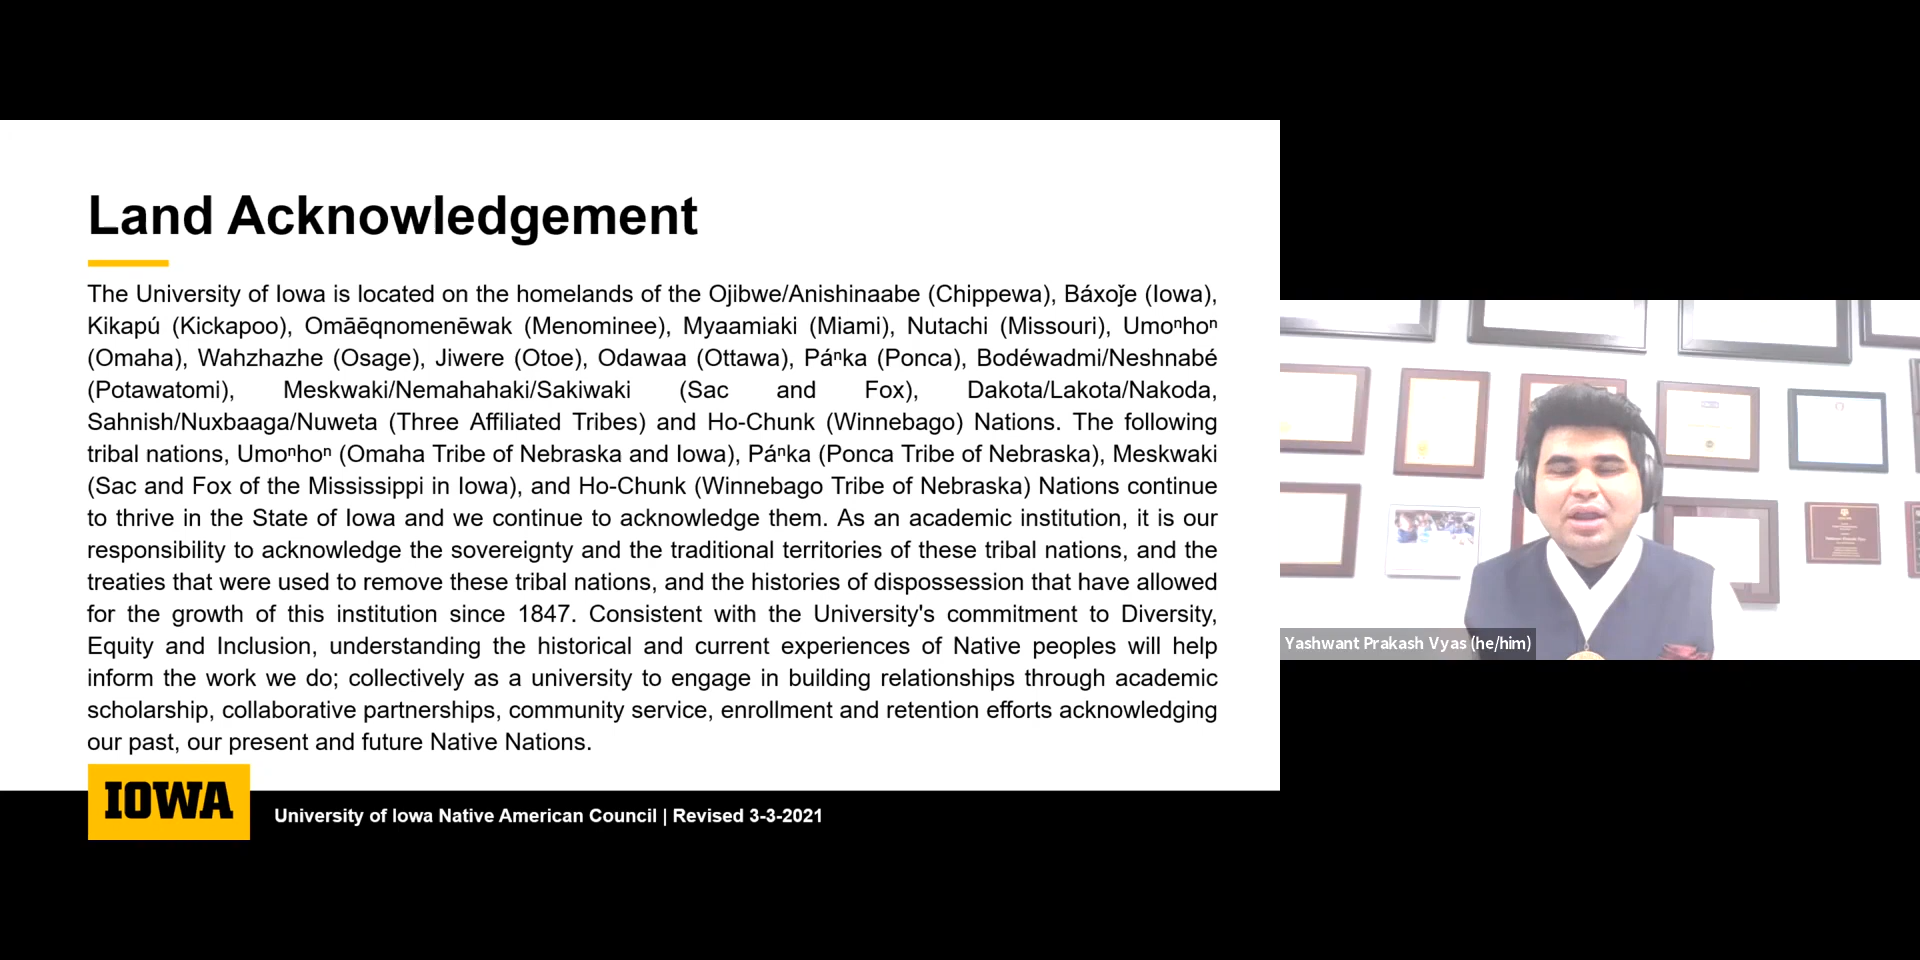 Land Acknowledgement
The University of Iowa is located on the homelands of the Ojibwe/Anishinaabe (Chippewa), Báxoǰe (Iowa),
Kikapú (Kickapoo), Omāēqnomenēwak (Menominee), Myaamiaki (Miami), Nutachi (Missouri), Umoⁿhoⁿ
(Omaha), Wahzhazhe (Osage), Jiwere (Otoe), Odawaa (Ottawa), Páⁿka (Ponca), Bodéwadmi/Neshnabé
(Potawatomi), Meskwaki/Nemahahaki/Sakiwaki (Sac and Fox), Dakota/Lakota/Nakoda,
Sahnish/Nuxbaaga/Nuweta (Three Affiliated Tribes) and Ho-Chunk (Winnebago) Nations. The following
tribal nations, Umoⁿhoⁿ (Omaha Tribe of Nebraska and Iowa), Páⁿka (Ponca Tribe of Nebraska), Meskwaki
(Sac and Fox of the Mississippi in Iowa), and Ho-Chunk (Winnebago Tribe of Nebraska) Nations continue
to thrive in the State of Iowa and we continue to acknowledge them. As an academic institution, it is our
responsibility to acknowledge the sovereignty and the traditional territories of these tribal nations, and the
treaties that were used to remove these tribal nations, and the histories of dispossession that have allowed
for the growth of this institution since 1847. Consistent with the University's commitment to Diversity,
Equity and Inclusion, understanding the historical and current experiences of Native peoples will help
inform the work we do; collectively as a university to engage in building relationships through academic
scholarship, collaborative partnerships, community service, enrollment and retention efforts acknowledging
our past, our present and future Native Nations.
IOWA
University of Iowa Native American Council | Revised 3-3-2021
Yashwant Prakash Vyas (he/him)